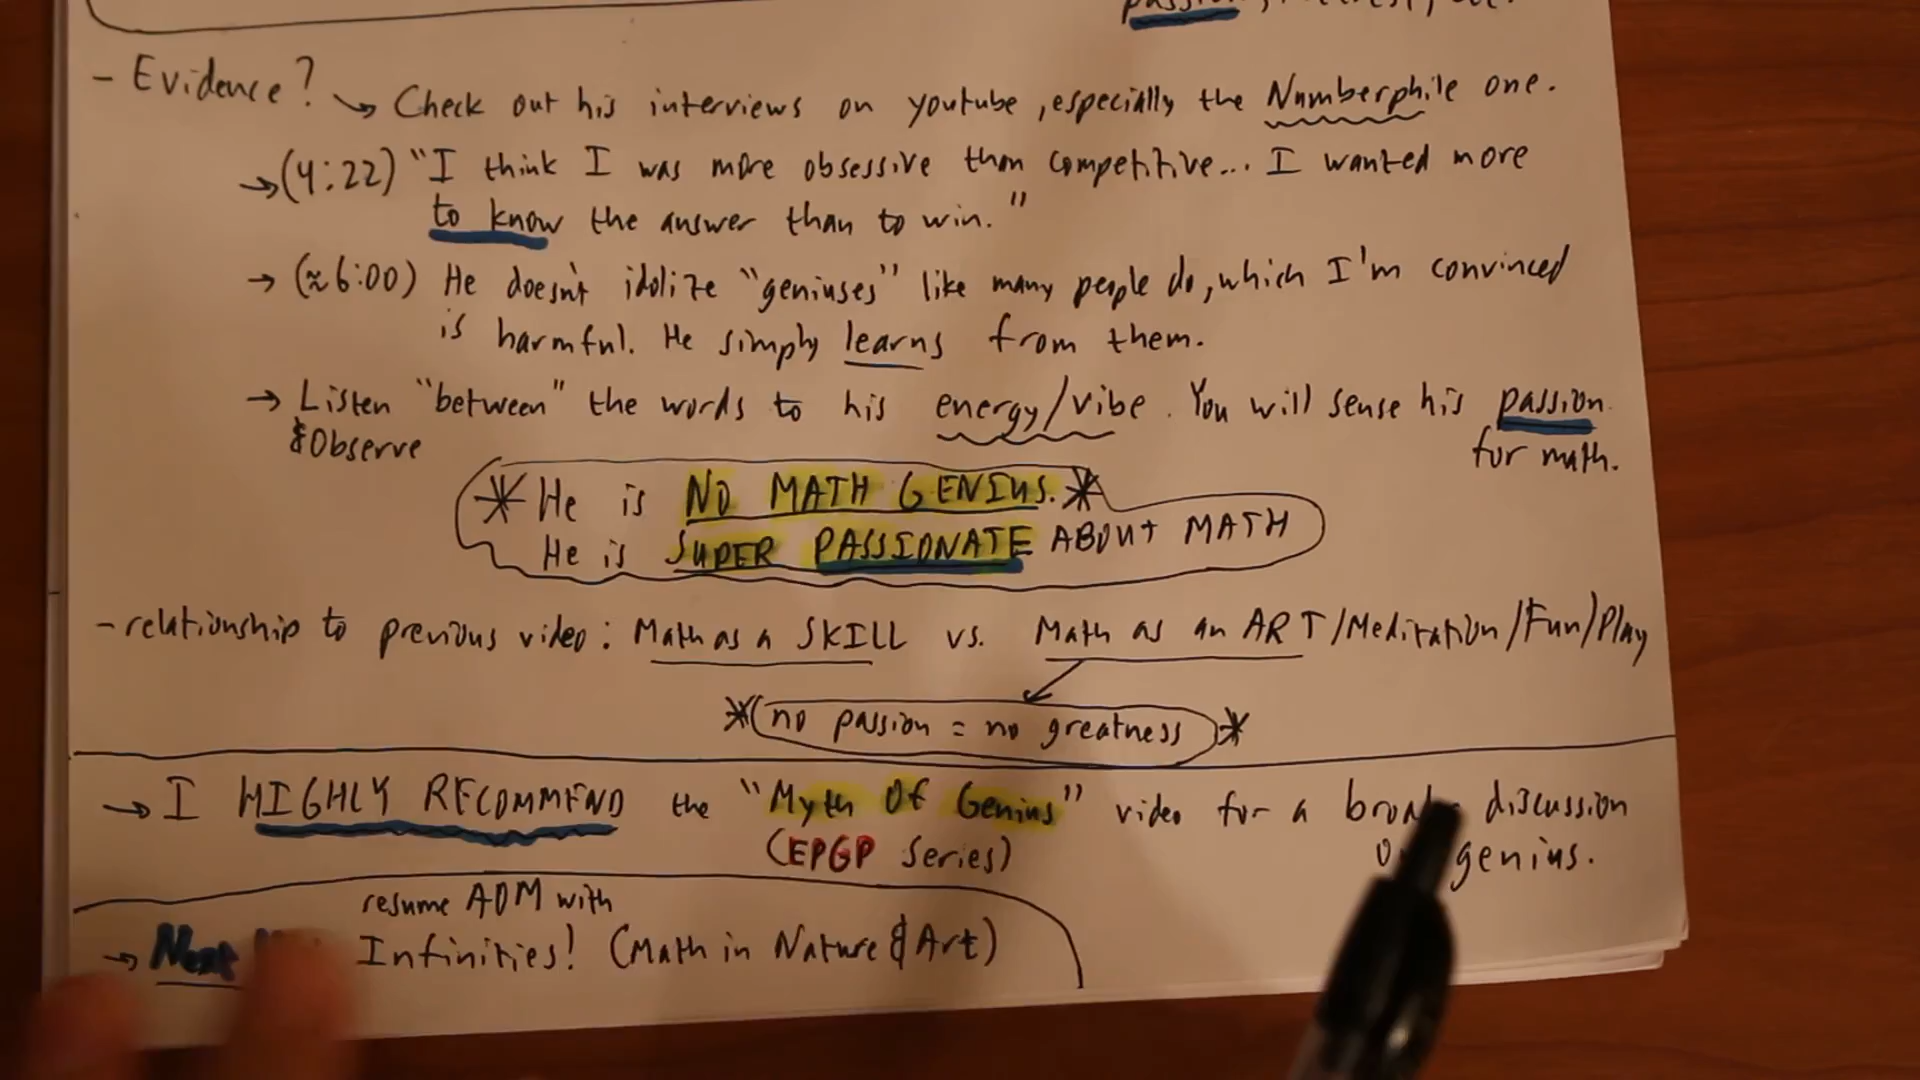 passion
- Evidence? → Check out his interviews on youtube, especially the Numberphile one.
→ (4:22) "I think I was more obsessive than competitive... I wanted more
to know the answer than to win."
→ (≈6:00) He doesn't idolize "geniuses" like many people do, which I'm convinced
is harmful. He simply learns from them.
→ Listen "between" the words to his energy/vibe. You will sense his passion
& Observe
for math.
* He is NO MATH GENIUS. *
He is SUPER PASSIONATE ABOUT MATH
- relationship to previous video: Math as a SKILL vs. Math as an ART/Meditation/Fun/Play
* no passion = no greatness *
→ I HIGHLY RECOMMEND the "Myth Of Genius" video for a discussion
(EPGP Series)
genius.
resume ADM with
→ Next Infinities! (Math in Nature & Art)